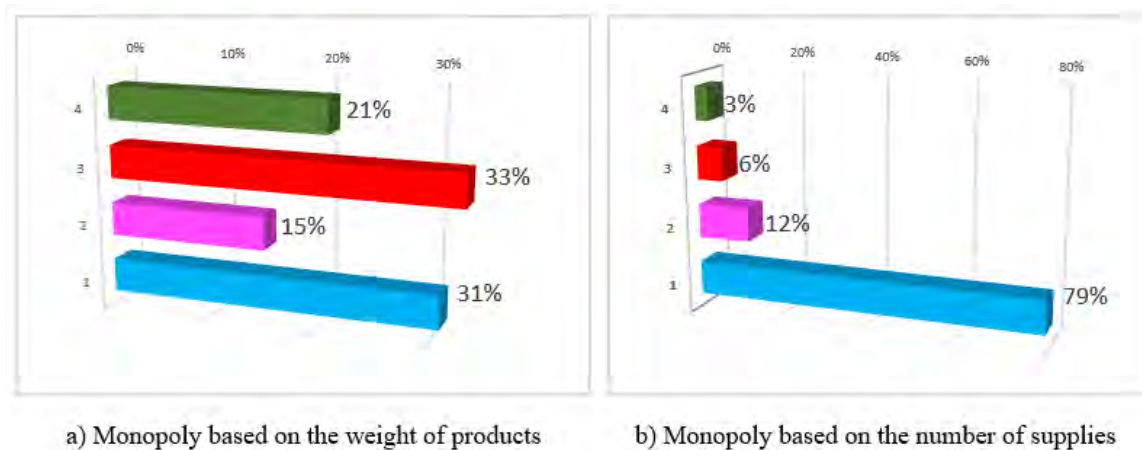 0% 10% 20% 30%
4 21%
3 33%
2 15%
1 31%
a) Monopoly based on the weight of products
0% 20% 40% 60% 80%
4 3%
3 6%
2 12%
1 79%
b) Monopoly based on the number of supplies